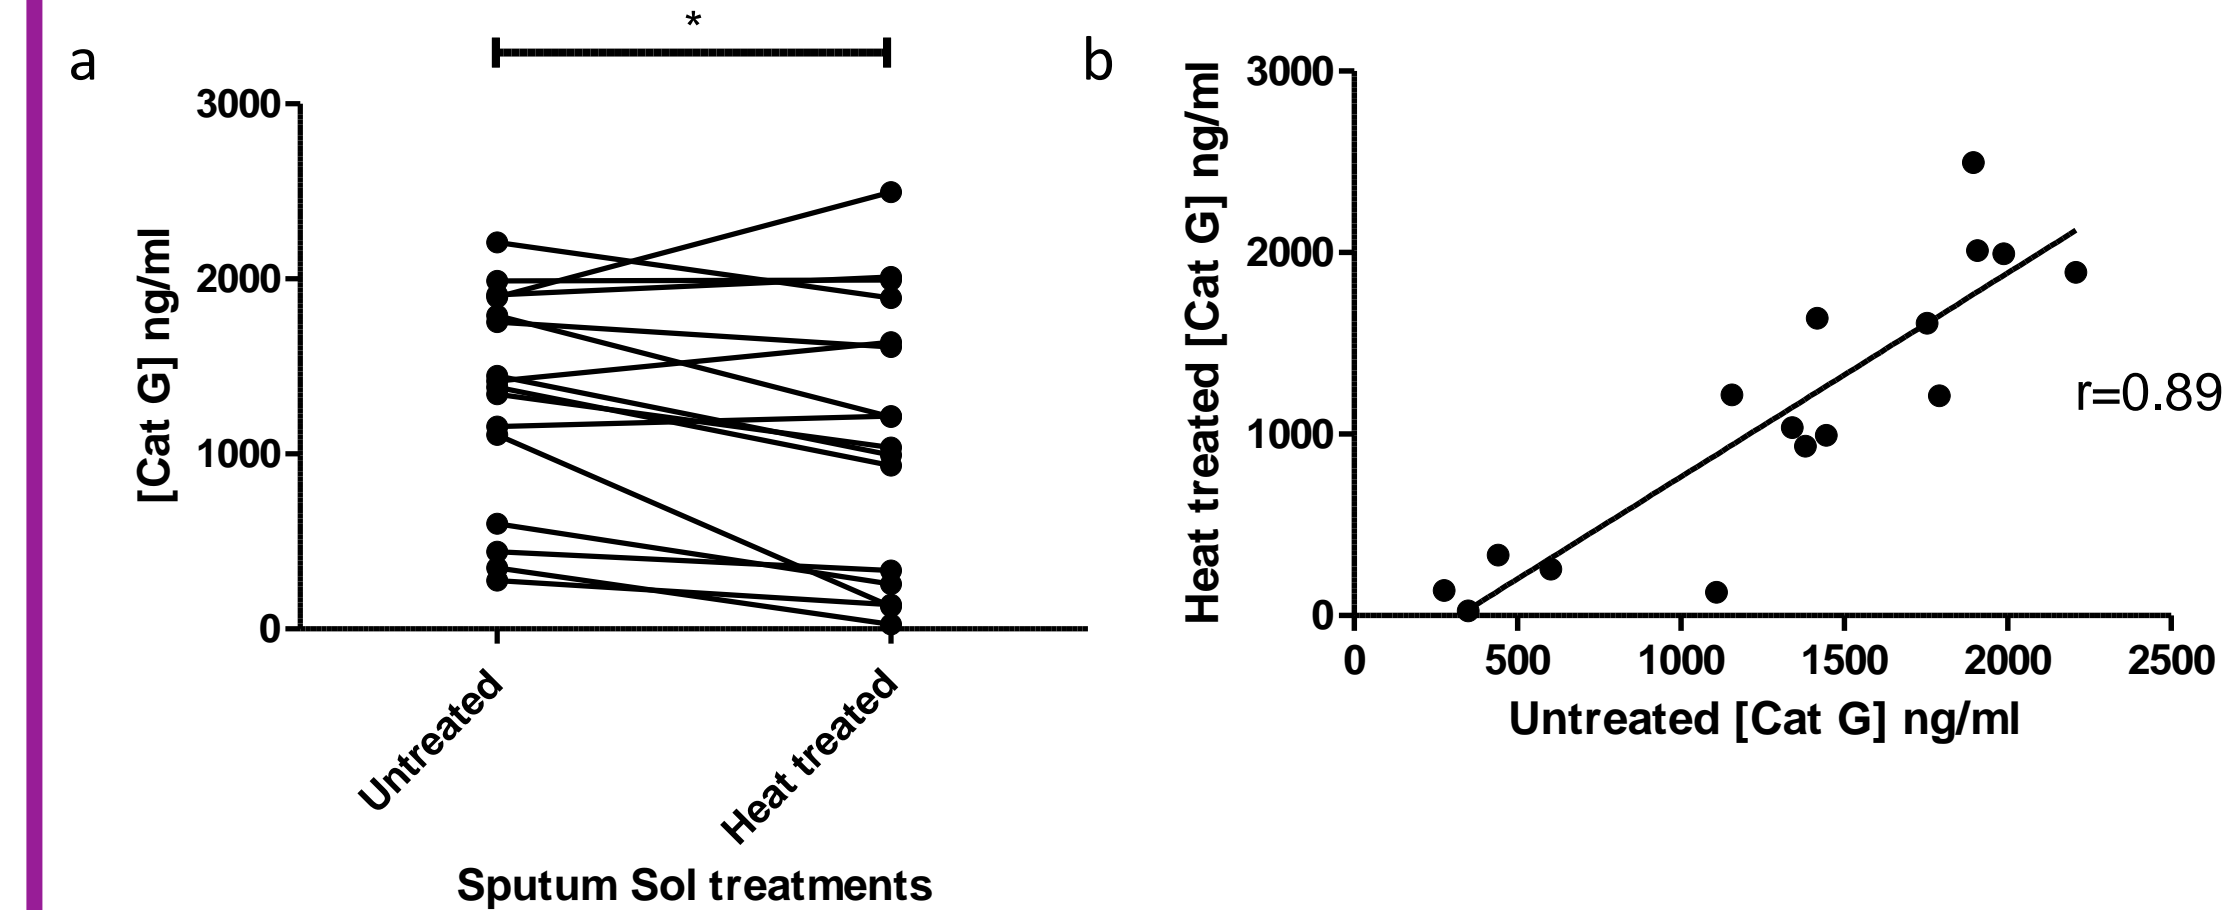 a
*
3000
2000
1000
0
[Cat G] ng/ml
Untreated
Heat treated
Sputum Sol treatments
b
3000
2000
1000
0
Heat treated [Cat G] ng/ml
r=0.89
0 500 1000 1500 2000 2500
Untreated [Cat G] ng/ml